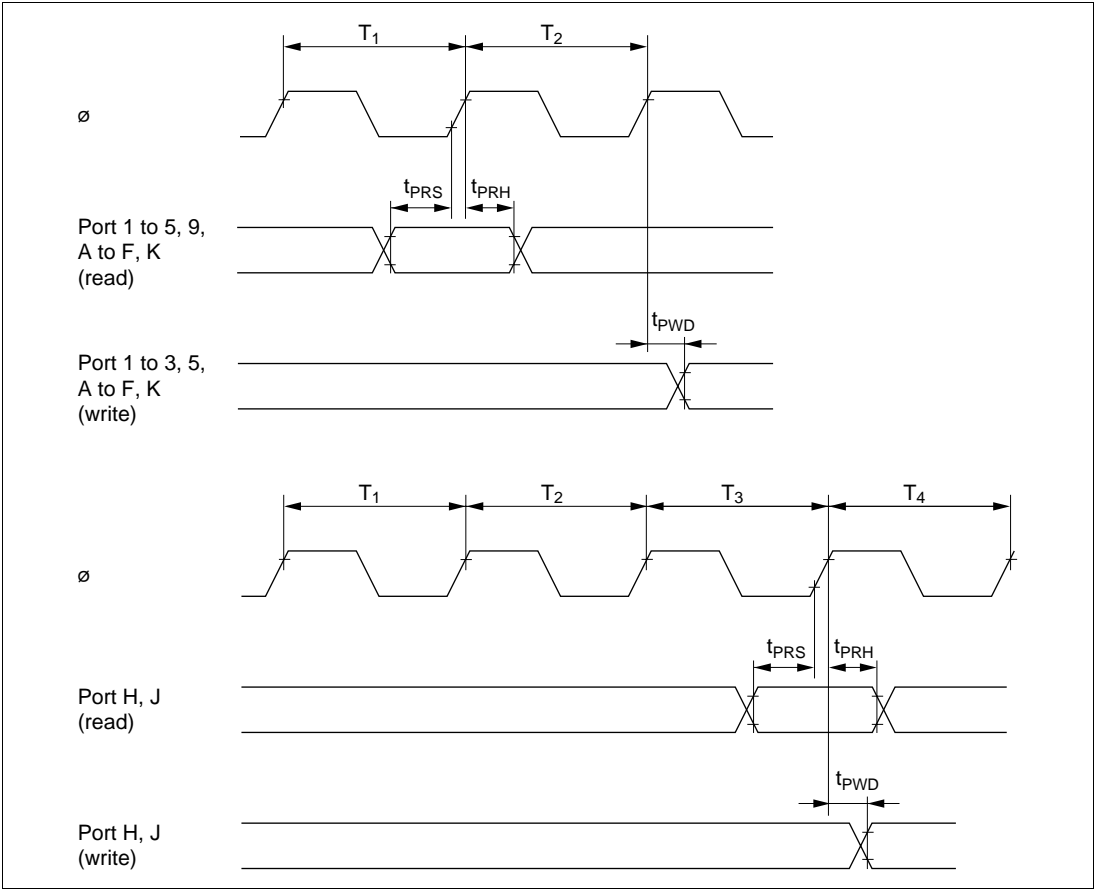 T1 T2
ø
tPRS tPRH
Port 1 to 5, 9,
A to F, K
(read)
tPWD
Port 1 to 3, 5,
A to F, K
(write)
T1 T2 T3 T4
ø
tPRS tPRH
Port H, J
(read)
tPWD
Port H, J
(write)